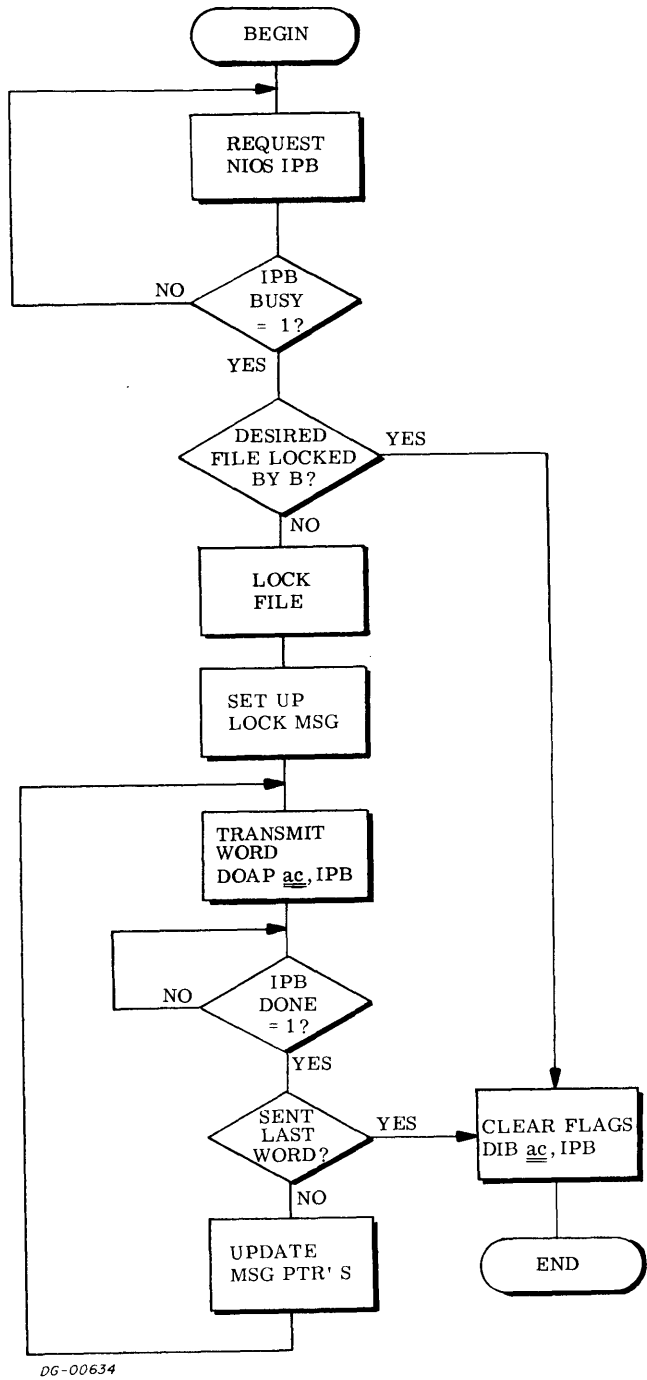 BEGIN
REQUEST
NIOS IPB
IPB
BUSY
= 1?
NO
YES
DESIRED
FILE LOCKED
BY B?
YES
NO
LOCK
FILE
SET UP
LOCK MSG
TRANSMIT
WORD
DOAP ac, IPB
IPB
DONE
= 1?
NO
YES
SENT
LAST
WORD?
YES
NO
CLEAR FLAGS
DIB ac, IPB
UPDATE
MSG PTR'S
END
DG-00634